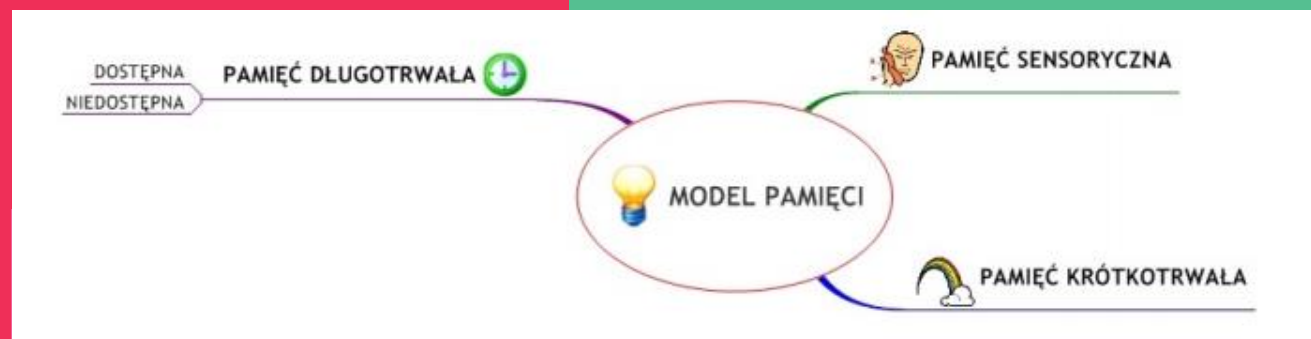 DOSTĘPNA
NIEDOSTĘPNA
PAMIĘĆ DŁUGOTRWAŁA
PAMIĘĆ SENSORYCZNA
MODEL PAMIĘCI
PAMIĘĆ KRÓTKOTRWAŁA